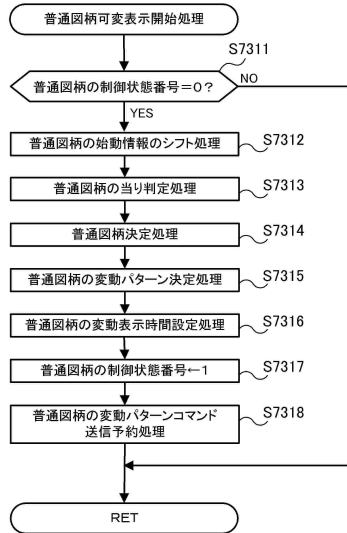 普通図柄可変表示開始処理
S7311
普通図柄の制御状態番号=0?
NO
YES
普通図柄の始動情報のシフト処理
S7312
普通図柄の当り判定処理
S7313
普通図柄決定処理
S7314
普通図柄の変動パターン決定処理
S7315
普通図柄の変動表示時間設定処理
S7316
普通図柄の制御状態番号←1
S7317
普通図柄の変動パターンコマンド
送信予約処理
S7318
RET